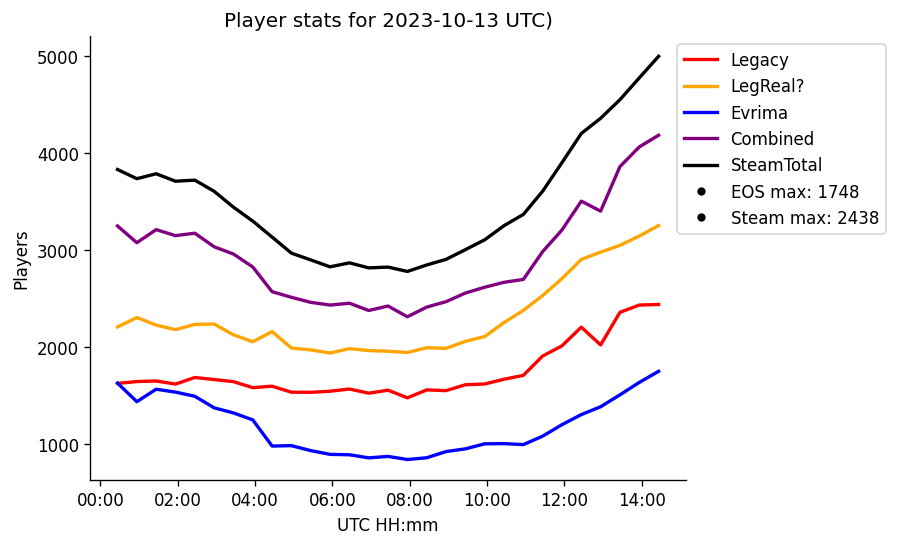 Player stats for 2023-10-13 UTC)
Players
5000
4000
3000
2000
1000
00:00 02:00 04:00 06:00 08:00 10:00 12:00 14:00
UTC HH:mm
Legacy
LegReal?
Evrima
Combined
SteamTotal
EOS max: 1748
Steam max: 2438